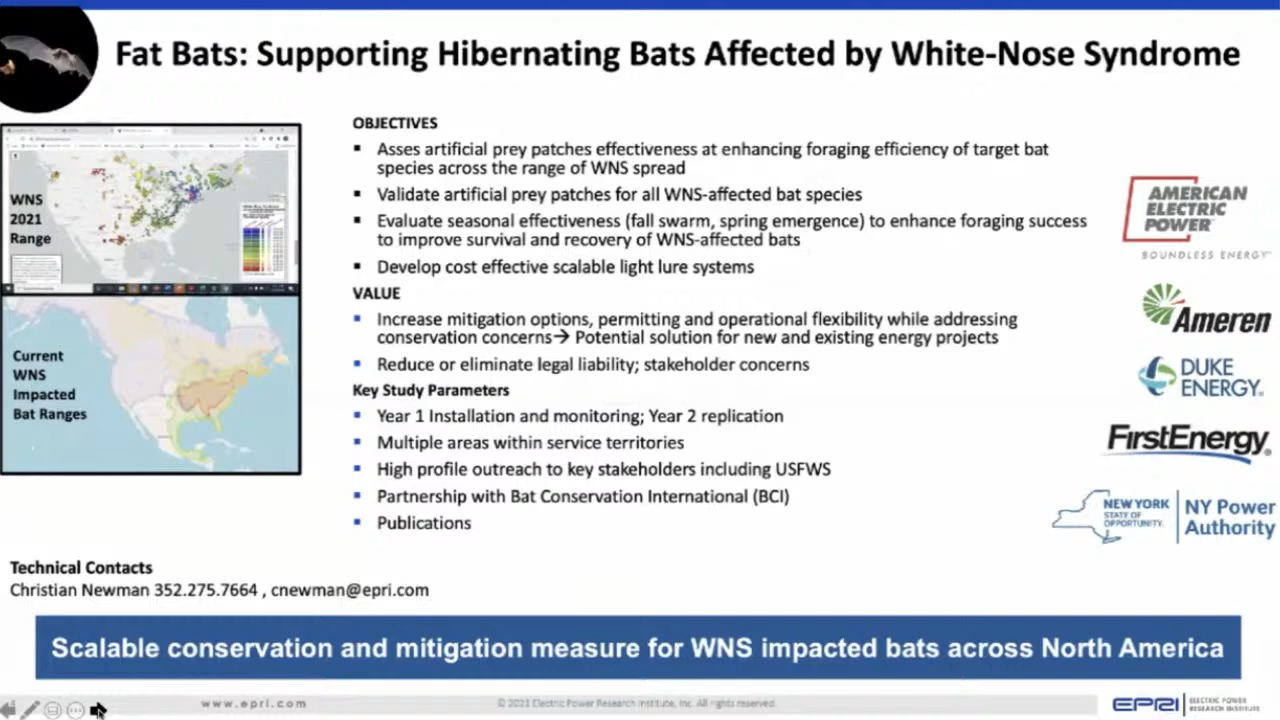 Fat Bats: Supporting Hibernating Bats Affected by White-Nose Syndrome
WNS
2021
Range
Current
WNS
Impacted
Bat Ranges
OBJECTIVES
Asses artificial prey patches effectiveness at enhancing foraging efficiency of target bat
species across the range of WNS spread
Validate artificial prey patches for all WNS-affected bat species
Evaluate seasonal effectiveness (fall swarm, spring emergence) to enhance foraging success
to improve survival and recovery of WNS-affected bats
Develop cost effective scalable light lure systems
VALUE
Increase mitigation options, permitting and operational flexibility while addressing
conservation concerns→ Potential solution for new and existing energy projects
Reduce or eliminate legal liability; stakeholder concerns
Key Study Parameters
Year 1 Installation and monitoring; Year 2 replication
Multiple areas within service territories
High profile outreach to key stakeholders including USFWS
Partnership with Bat Conservation International (BCI)
Publications
AMERICAN
ELECTRIC
POWER®
BOUNDLESS ENERGY℠
Ameren
DUKE
ENERGY®
FirstEnergy®
NEW YORK
STATE OF
OPPORTUNITY.
NY Power
Authority
Technical Contacts
Christian Newman 352.275.7664 , cnewman@epri.com
Scalable conservation and mitigation measure for WNS impacted bats across North America
www.epri.com
© 2021 Electric Power Research Institute, Inc. All rights reserved.
EPRI
ELECTRIC POWER
RESEARCH INSTITUTE